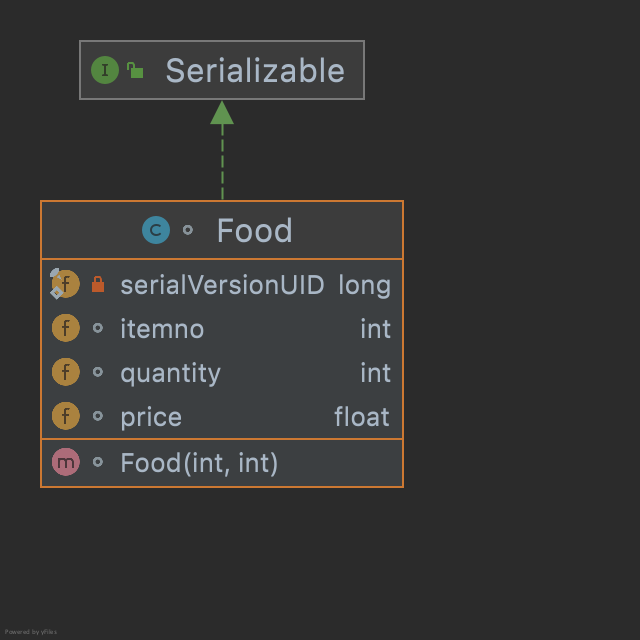 I Serializable
C Food
f serialVersionUID long
f itemno int
f quantity int
f price float
m Food(int, int)
Powered by yFiles